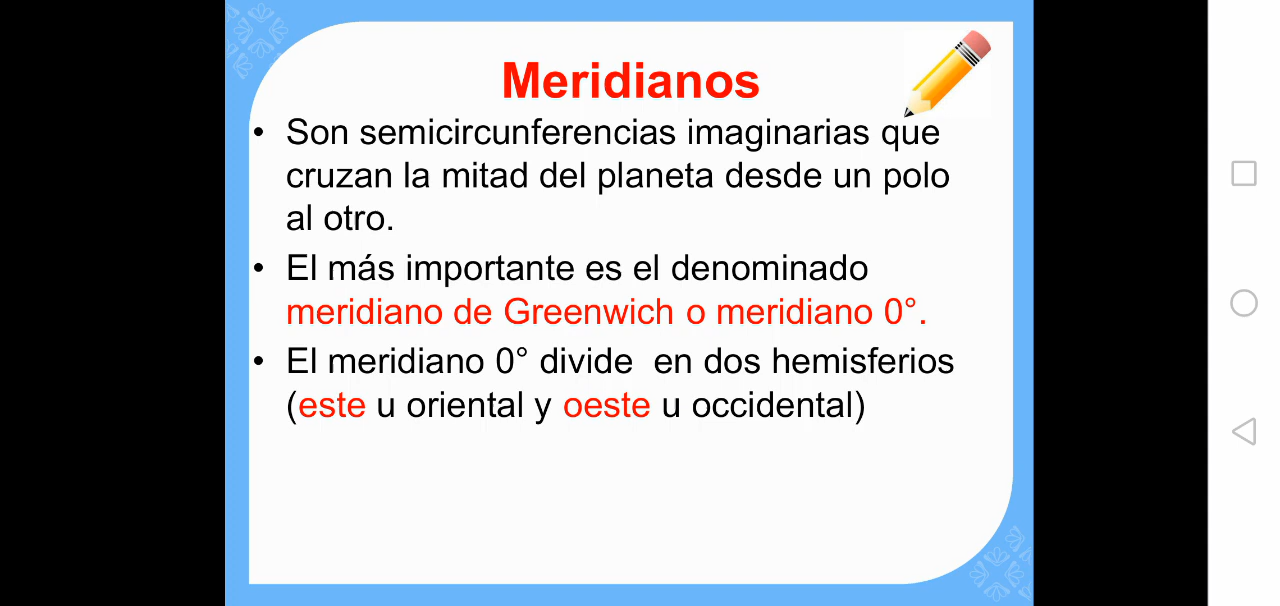 Meridianos
• Son semicircunferencias imaginarias que
cruzan la mitad del planeta desde un polo
al otro.
• El más importante es el denominado
meridiano de Greenwich o meridiano 0°.
• El meridiano 0° divide  en dos hemisferios
(este u oriental y oeste u occidental)